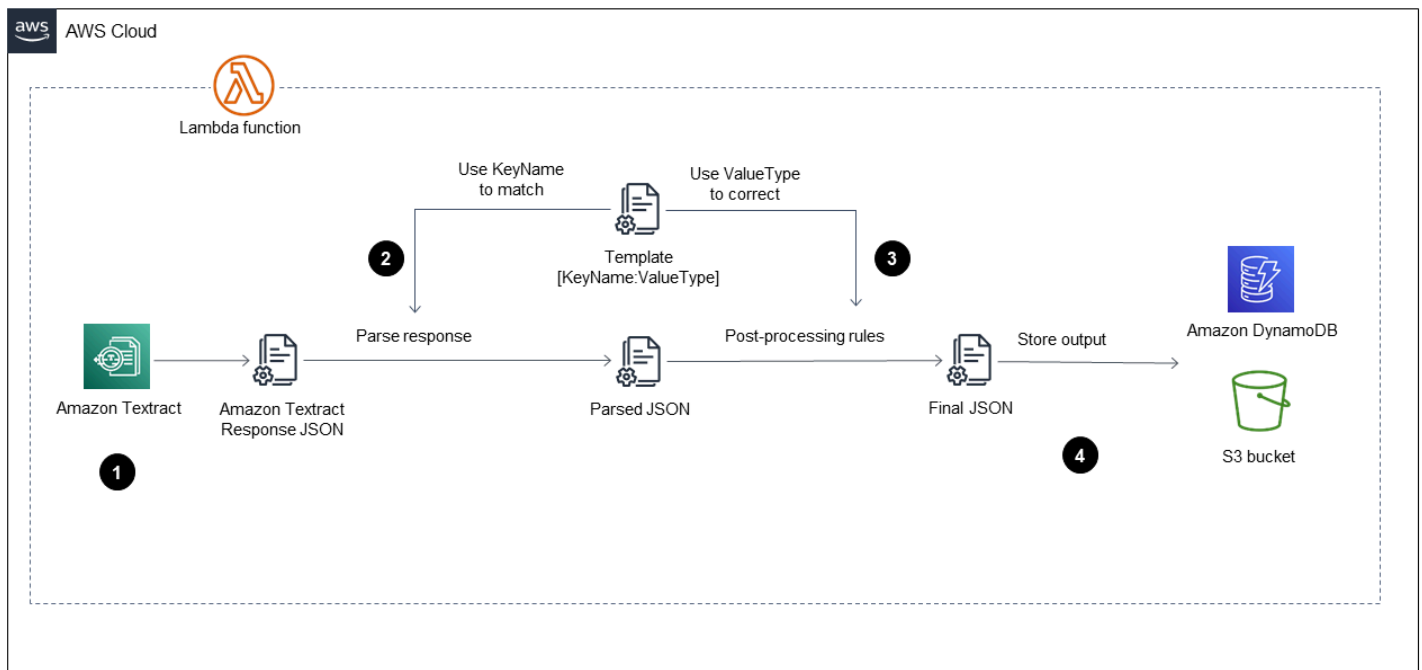 aws
AWS Cloud
Lambda function
Use KeyName
to match
Use ValueType
to correct
2
Template
[KeyName:ValueType]
3
Parse response
Post-processing rules
Store output
Amazon DynamoDB
Amazon Textract
Amazon Textract
Response JSON
Parsed JSON
Final JSON
1
4
S3 bucket